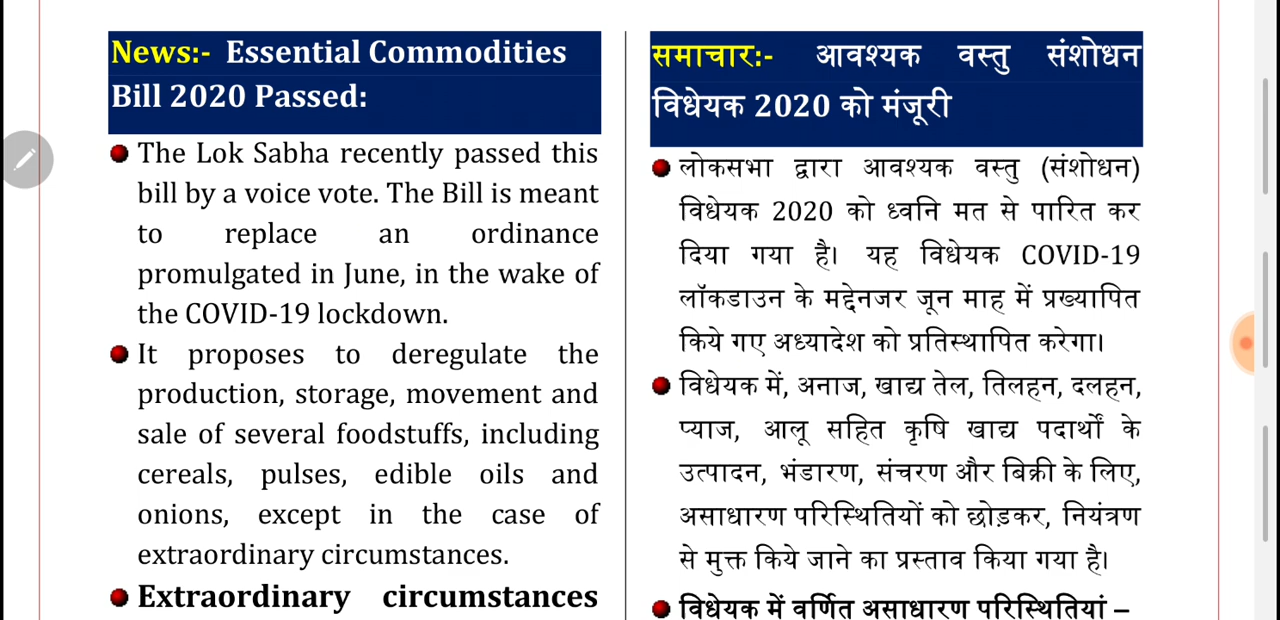 News:- Essential Commodities
Bill 2020 Passed:
The Lok Sabha recently passed this
bill by a voice vote. The Bill is meant
to replace an ordinance
promulgated in June, in the wake of
the COVID-19 lockdown.
It proposes to deregulate the
production, storage, movement and
sale of several foodstuffs, including
cereals, pulses, edible oils and
onions, except in the case of
extraordinary circumstances.
Extraordinary circumstances
समाचार:- आवश्यक वस्तु संशोधन
विधेयक 2020 को मंजूरी
लोकसभा द्वारा आवश्यक वस्तु (संशोधन)
विधेयक 2020 को ध्वनि मत से पारित कर
दिया गया है। यह विधेयक COVID-19
लॉकडाउन के मद्देनजर जून माह में प्रख्यापित
किये गए अध्यादेश को प्रतिस्थापित करेगा।
विधेयक में, अनाज, खाद्य तेल, तिलहन, दलहन,
प्याज, आलू सहित कृषि खाद्य पदार्थों के
उत्पादन, भंडारण, संचरण और बिक्री के लिए,
असाधारण परिस्थितियों को छोड़कर, नियंत्रण
से मुक्त किये जाने का प्रस्ताव किया गया है।
विधेयक में वर्णित असाधारण परिस्थितियां –